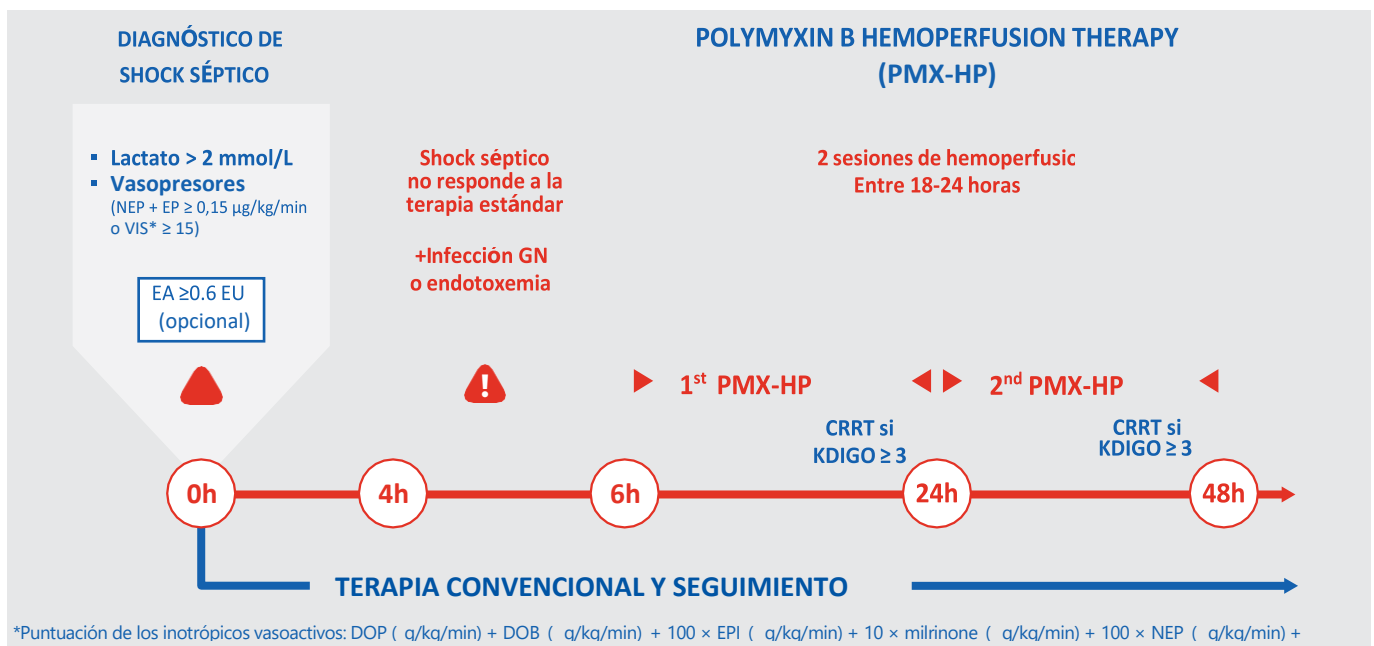 DIAGNÓSTICO DE
SHOCK SÉPTICO
POLYMYXIN B HEMOPERFUSION THERAPY
(PMX-HP)
▪ Lactato > 2 mmol/L
▪ Vasopresores
(NEP + EP ≥ 0,15 µg/kg/min
o VIS* ≥ 15)
EA ≥0.6 EU
(opcional)
Shock séptico
no responde a la
terapia estándar
+Infección GN
o endotoxemia
2 sesiones de hemoperfusic
Entre 18-24 horas
1st PMX-HP
2nd PMX-HP
CRRT si
KDIGO ≥ 3
CRRT si
KDIGO ≥ 3
0h
4h
6h
24h
48h
TERAPIA CONVENCIONAL Y SEGUIMIENTO
*Puntuación de los inotrópicos vasoactivos: DOP ( g/kg/min) + DOB ( g/kg/min) + 100 × EPI ( g/kg/min) + 10 × milrinone ( g/kg/min) + 100 × NEP ( g/kg/min) +